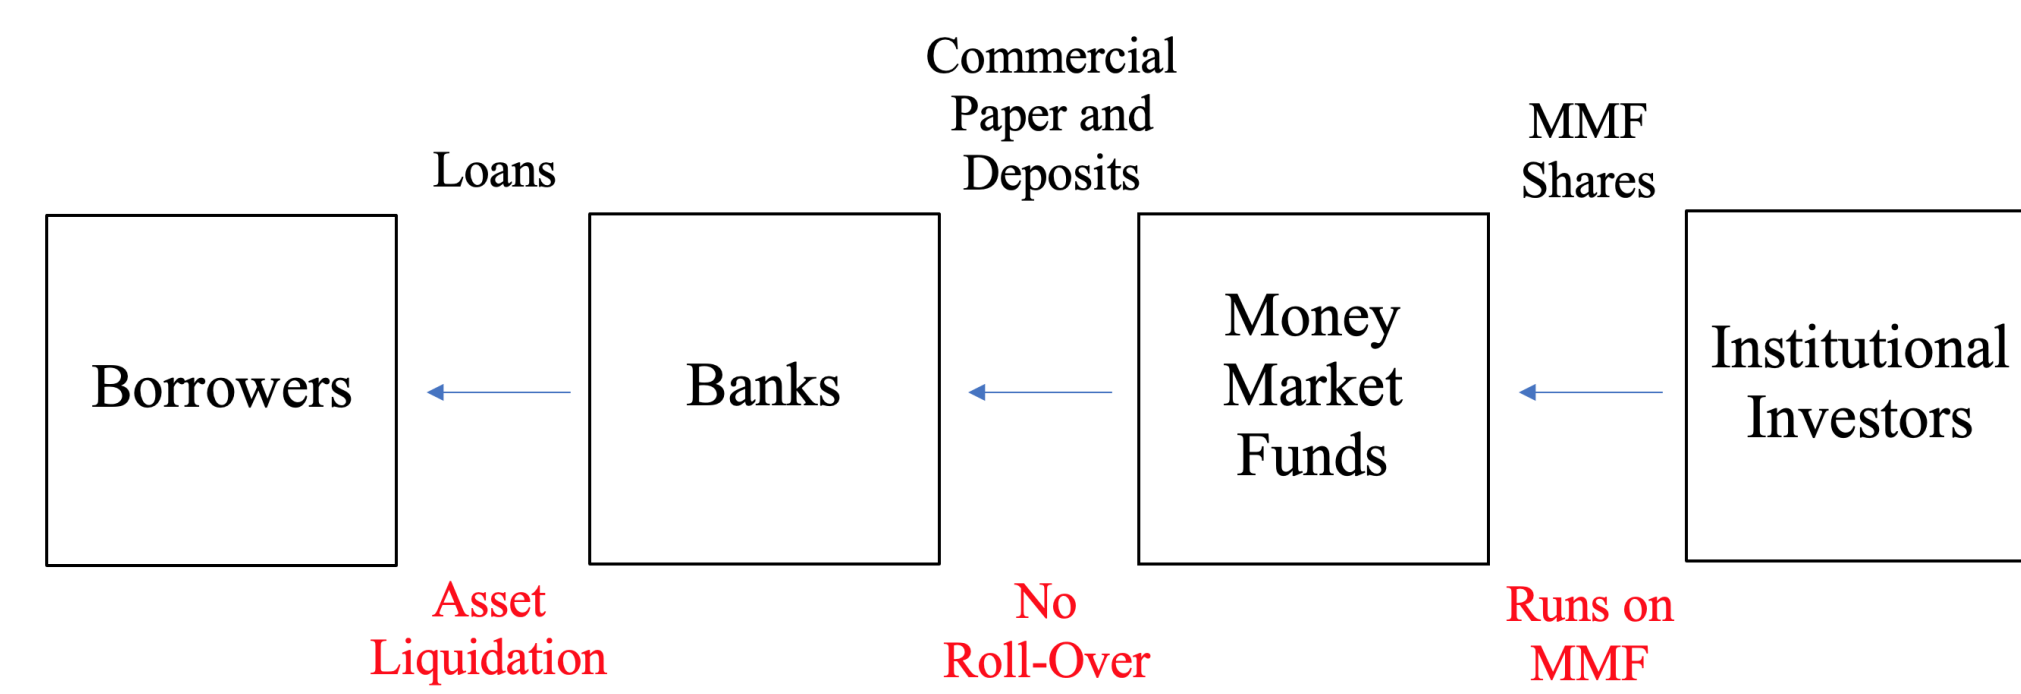 Loans
Commercial
Paper and
Deposits
MMF
Shares
Borrowers
Banks
Money
Market
Funds
Institutional
Investors
Asset
Liquidation
No
Roll-Over
Runs on
MMF